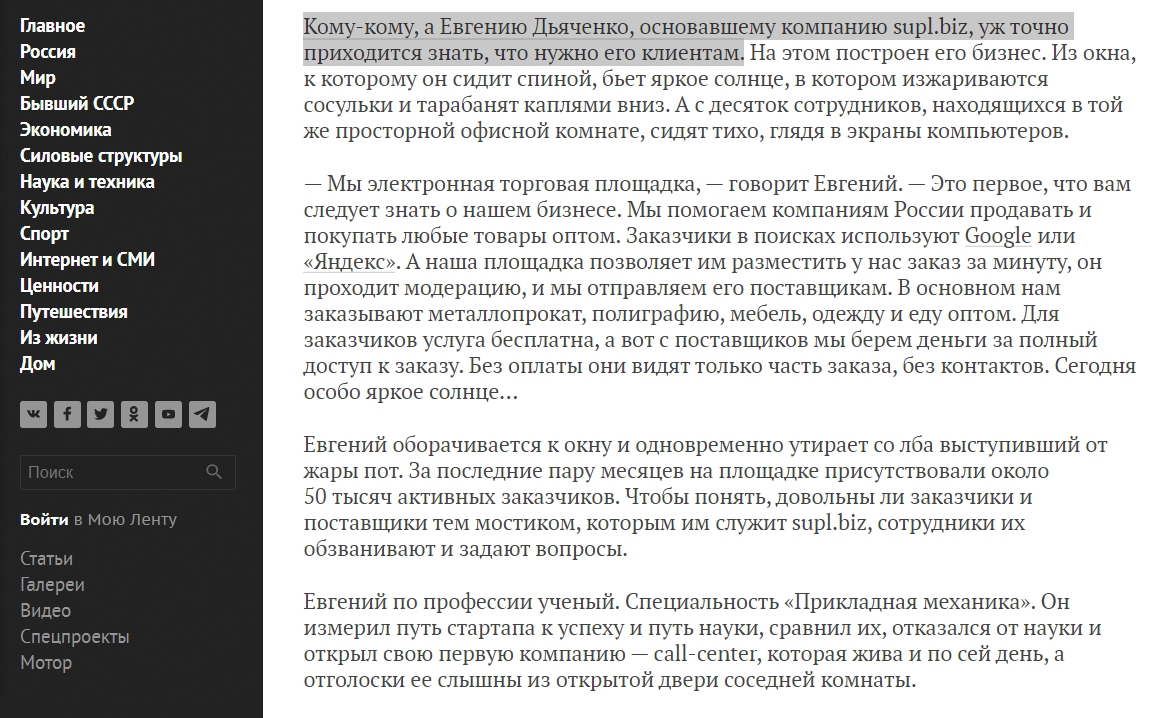 Главное
Россия
Мир
Бывший СССР
Экономика
Силовые структуры
Наука и техника
Культура
Спорт
Интернет и СМИ
Ценности
Путешествия
Из жизни
Дом
Поиск
Войти в Мою Ленту
Статьи
Галереи
Видео
Спецпроекты
Мотор
Кому-кому, а Евгению Дьяченко, основавшему компанию supl.biz, уж точно
приходится знать, что нужно его клиентам. На этом построен его бизнес. Из окна,
к которому он сидит спиной, бьет яркое солнце, в котором изжариваются
сосульки и тарабанят каплями вниз. А с десяток сотрудников, находящихся в той
же просторной офисной комнате, сидят тихо, глядя в экраны компьютеров.
— Мы электронная торговая площадка, — говорит Евгений. — Это первое, что вам
следует знать о нашем бизнесе. Мы помогаем компаниям России продавать и
покупать любые товары оптом. Заказчики в поисках используют Google или
«Яндекс». А наша площадка позволяет им разместить у нас заказ за минуту, он
проходит модерацию, и мы отправляем его поставщикам. В основном нам
заказывают металлопрокат, полиграфию, мебель, одежду и еду оптом. Для
заказчиков услуга бесплатна, а вот с поставщиков мы берем деньги за полный
доступ к заказу. Без оплаты они видят только часть заказа, без контактов. Сегодня
особо яркое солнце…
Евгений оборачивается к окну и одновременно утирает со лба выступивший от
жары пот. За последние пару месяцев на площадке присутствовали около
50 тысяч активных заказчиков. Чтобы понять, довольны ли заказчики и
поставщики тем мостиком, которым им служит supl.biz, сотрудники их
обзванивают и задают вопросы.
Евгений по профессии ученый. Специальность «Прикладная механика». Он
измерил путь стартапа к успеху и путь науки, сравнил их, отказался от науки и
открыл свою первую компанию — call-center, которая жива и по сей день, а
отголоски ее слышны из открытой двери соседней комнаты.